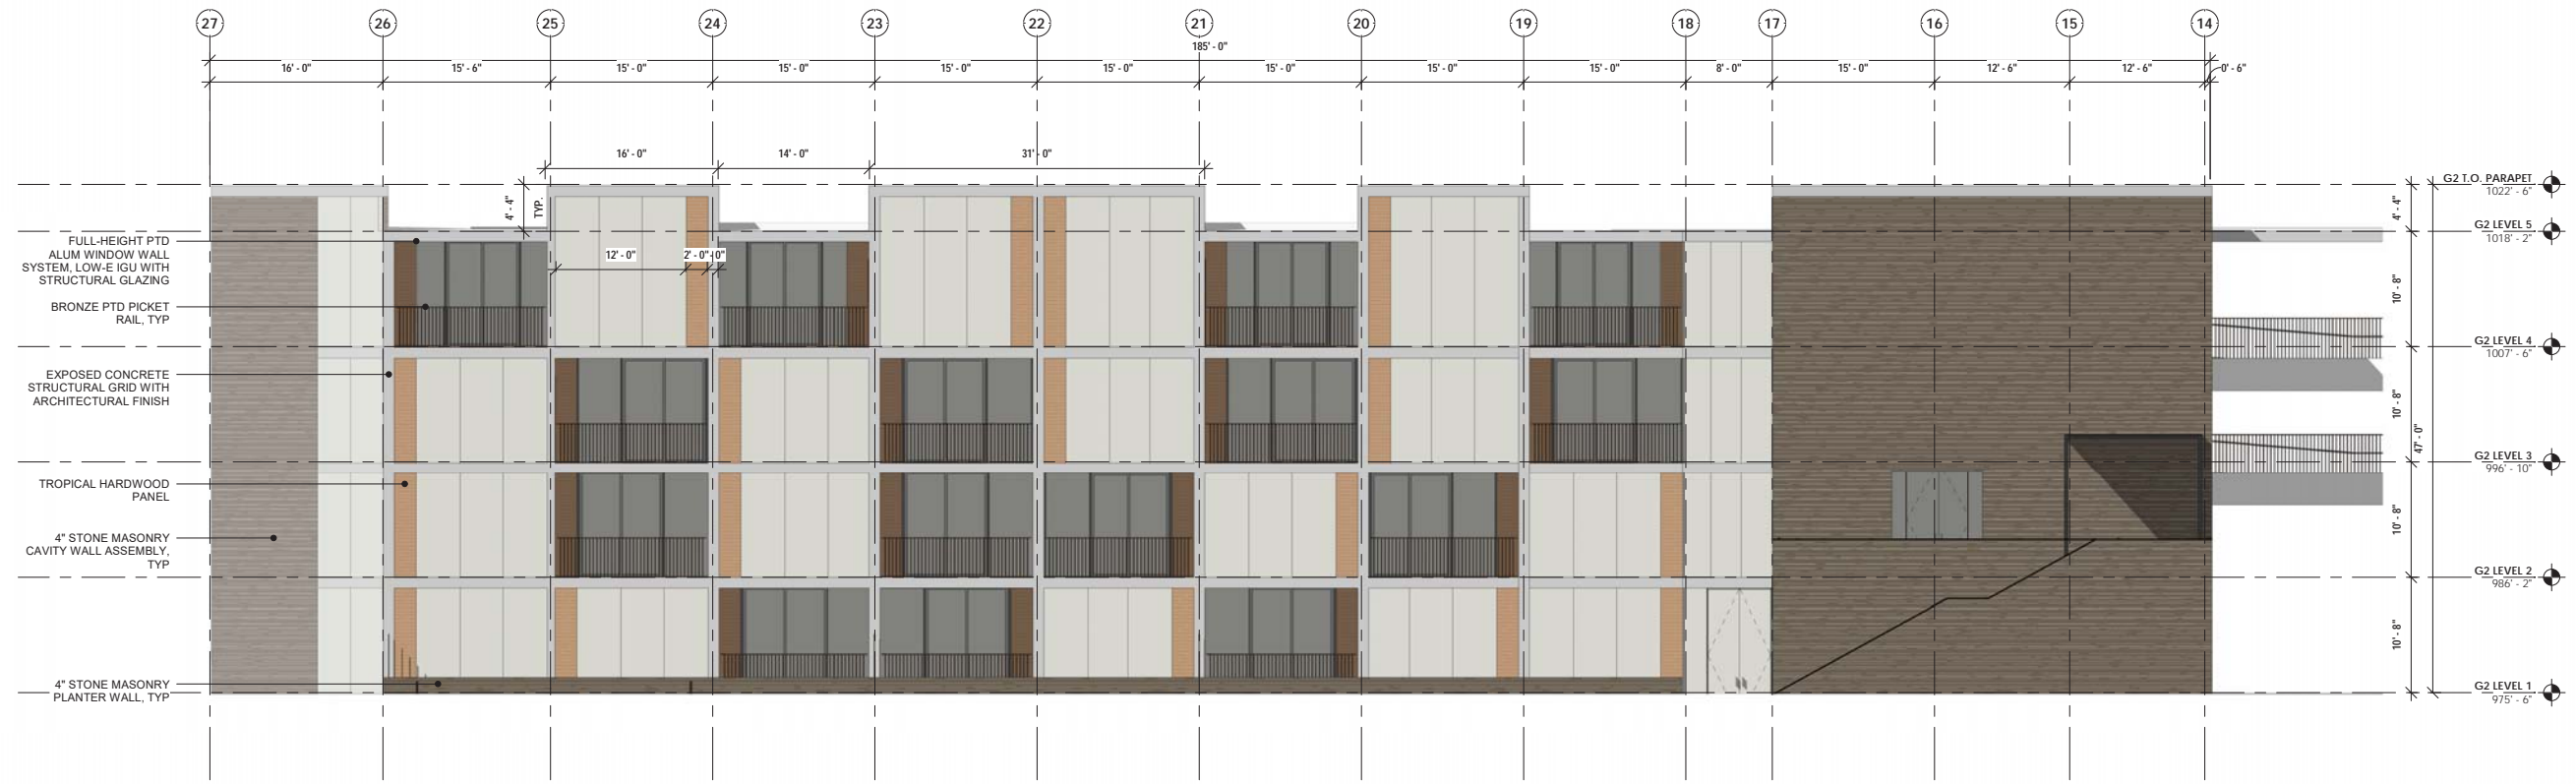 27 26 25 24 23 22 21 20 19 18 17 16 15 14
185' - 0"
16' - 0" 15' - 6" 15' - 0" 15' - 0" 15' - 0" 15' - 0" 15' - 0" 15' - 0" 15' - 0" 8' - 0" 15' - 0" 12' - 6" 12' - 6" 0' - 6"
16' - 0" 14' - 0" 31' - 0"
4' - 4"
TYP.
12' - 0" 2' - 0"
FULL-HEIGHT PTD
ALUM WINDOW WALL
SYSTEM, LOW-E IGU WITH
STRUCTURAL GLAZING
BRONZE PTD PICKET
RAIL, TYP
EXPOSED CONCRETE
STRUCTURAL GRID WITH
ARCHITECTURAL FINISH
TROPICAL HARDWOOD
PANEL
4" STONE MASONRY
CAVITY WALL ASSEMBLY,
TYP
4" STONE MASONRY
PLANTER WALL, TYP
4' - 4"
10' - 8"
10' - 8"
10' - 8"
10' - 8"
47' - 0"
G2 T.O. PARAPET
1022' - 6"
G2 LEVEL 5
1018' - 2"
G2 LEVEL 4
1007' - 6"
G2 LEVEL 3
996' - 10"
G2 LEVEL 2
986' - 2"
G2 LEVEL 1
975' - 6"